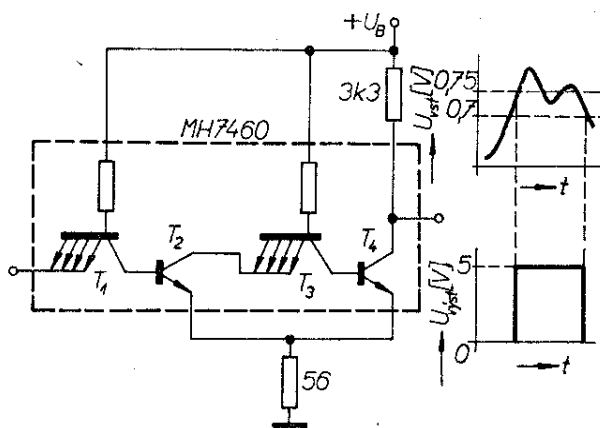 +U_B
3k3
MH7460
T_1
T_2
T_3
T_4
56
U_vst [V]
0,75
0,7
t
U_výst [V]
5
0
t